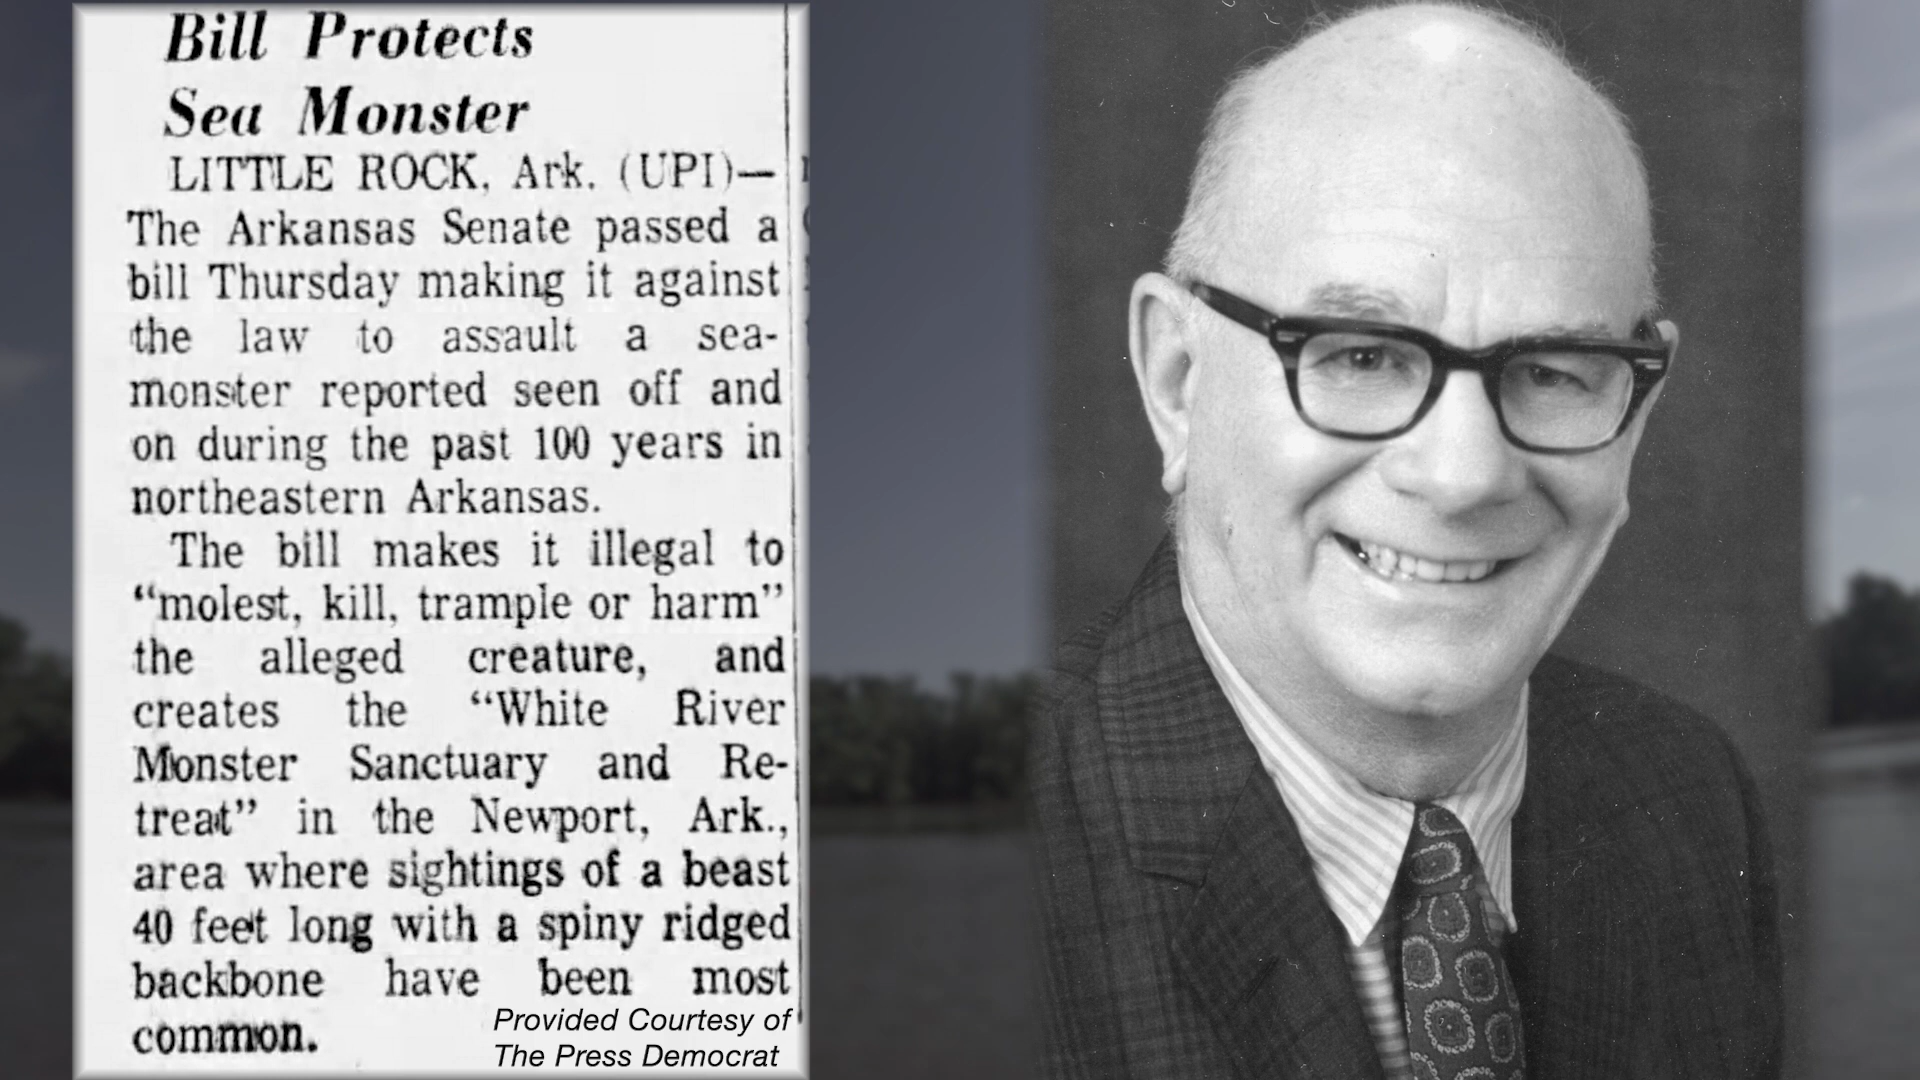 Bill Protects
Sea Monster
LITTLE ROCK, Ark. (UPI)—
The Arkansas Senate passed a
bill Thursday making it against
the law to assault a sea-
monster reported seen off and
on during the past 100 years in
northeastern Arkansas.
The bill makes it illegal to
“molest, kill, trample or harm”
the alleged creature, and
creates the “White River
Monster Sanctuary and Re-
treat” in the Newport, Ark.,
area where sightings of a beast
40 feet long with a spiny ridged
backbone have been most
common.
Provided Courtesy of
The Press Democrat